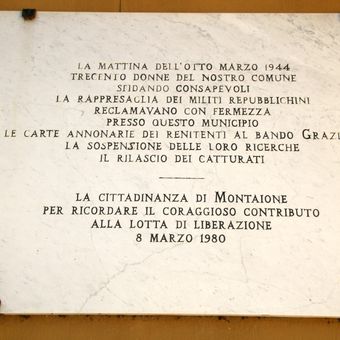 LA MATTINA DELL'OTTO MARZO 1944
TRECENTO DONNE DEL NOSTRO COMUNE
SFIDANDO CONSAPEVOLI
LA RAPPRESAGLIA DEI MILITI REPUBBLICHINI
RECLAMAVANO CON FERMEZZA
PRESSO QUESTO MUNICIPIO
LE CARTE ANNONARIE DEI RENITENTI AL BANDO
LA SOSPENSIONE DELLE LORO RICERCHE
IL RILASCIO DEI CATTURATI
LA CITTADINANZA DI MONTAIONE
PER RICORDARE IL CORAGGIOSO CONTRIBUTO
ALLA LOTTA DI LIBERAZIONE
8 MARZO 1980